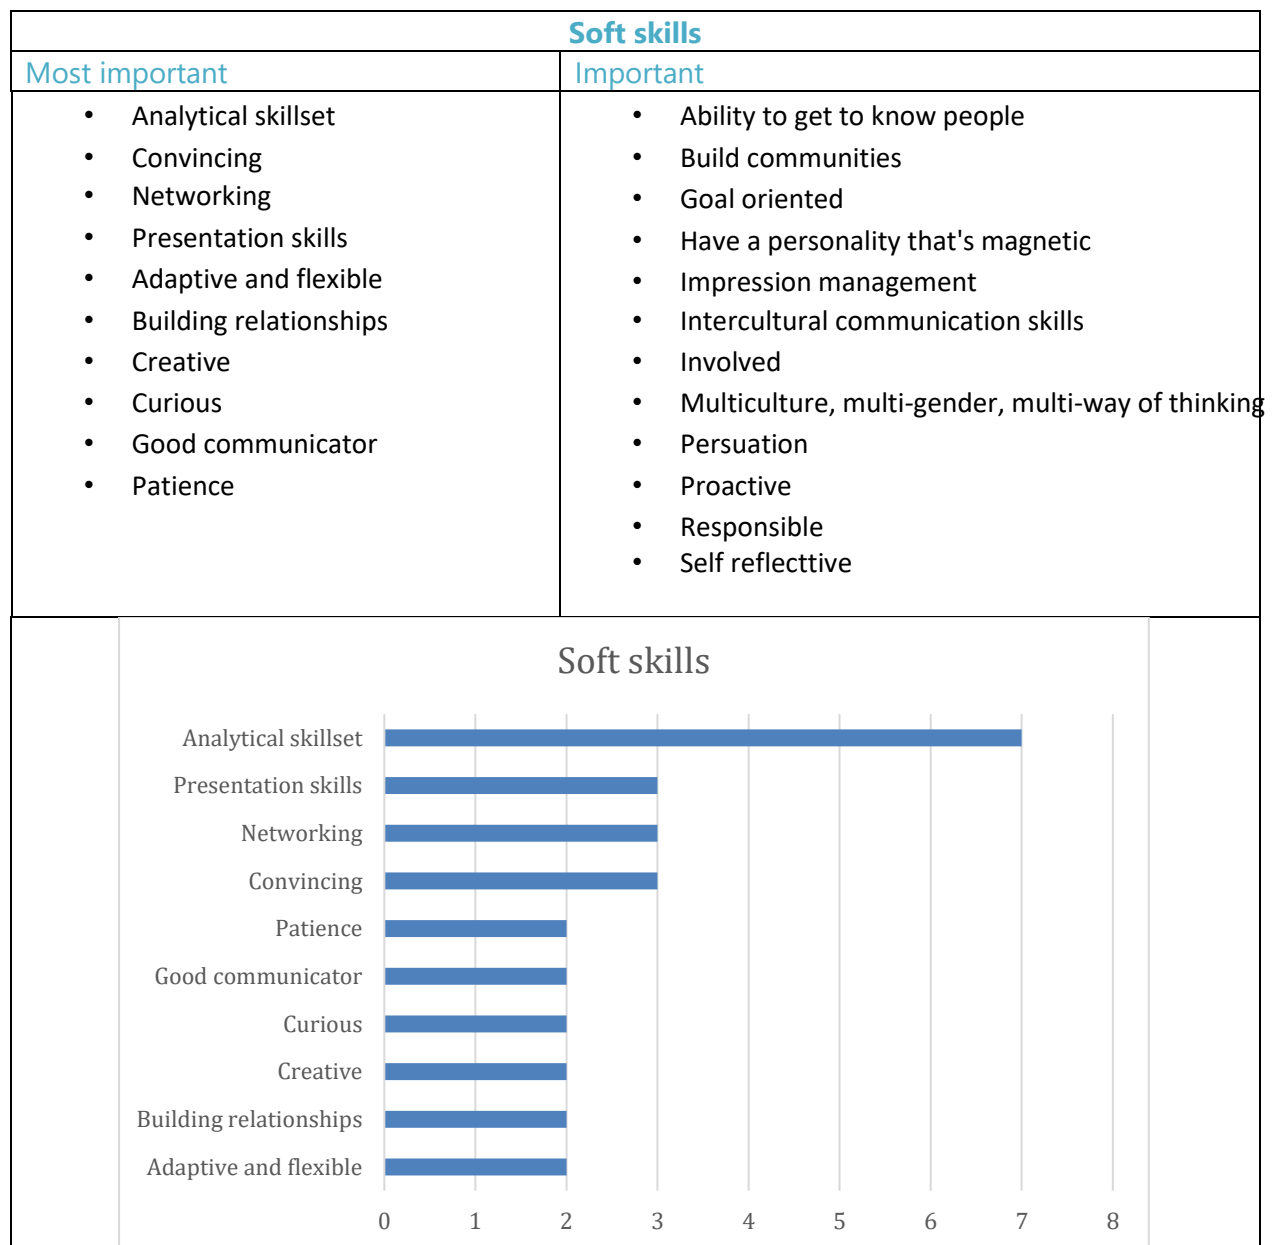 Soft skills
Most important
Important
• Analytical skillset
• Convincing
• Networking
• Presentation skills
• Adaptive and flexible
• Building relationships
• Creative
• Curious
• Good communicator
• Patience
• Ability to get to know people
• Build communities
• Goal oriented
• Have a personality that's magnetic
• Impression management
• Intercultural communication skills
• Involved
• Multiculture, multi-gender, multi-way of thinking
• Persuation
• Proactive
• Responsible
• Self reflecttive
Soft skills
Analytical skillset
Presentation skills
Networking
Convincing
Patience
Good communicator
Curious
Creative
Building relationships
Adaptive and flexible
0 1 2 3 4 5 6 7 8